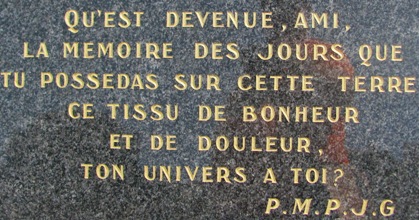 QU'EST DEVENUE, AMI,
LA MEMOIRE DES JOURS QUE
TU POSSEDAS SUR CETTE TERRE
CE TISSU DE BONHEUR
ET DE DOULEUR,
TON UNIVERS A TOI?
P.M.P.J.G